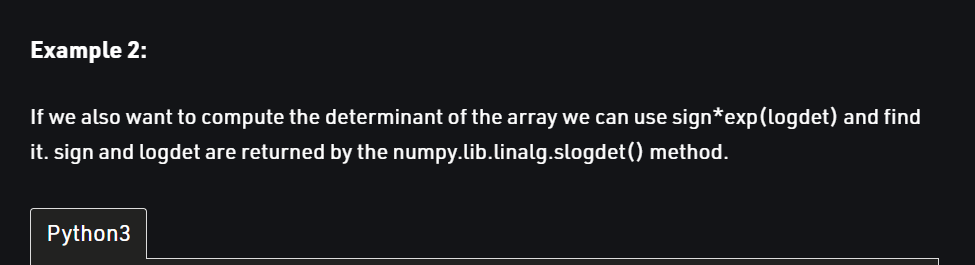 Example 2:
If we also want to compute the determinant of the array we can use sign*exp(logdet) and find
it. sign and logdet are returned by the numpy.lib.linalg.slogdet() method.
Python3